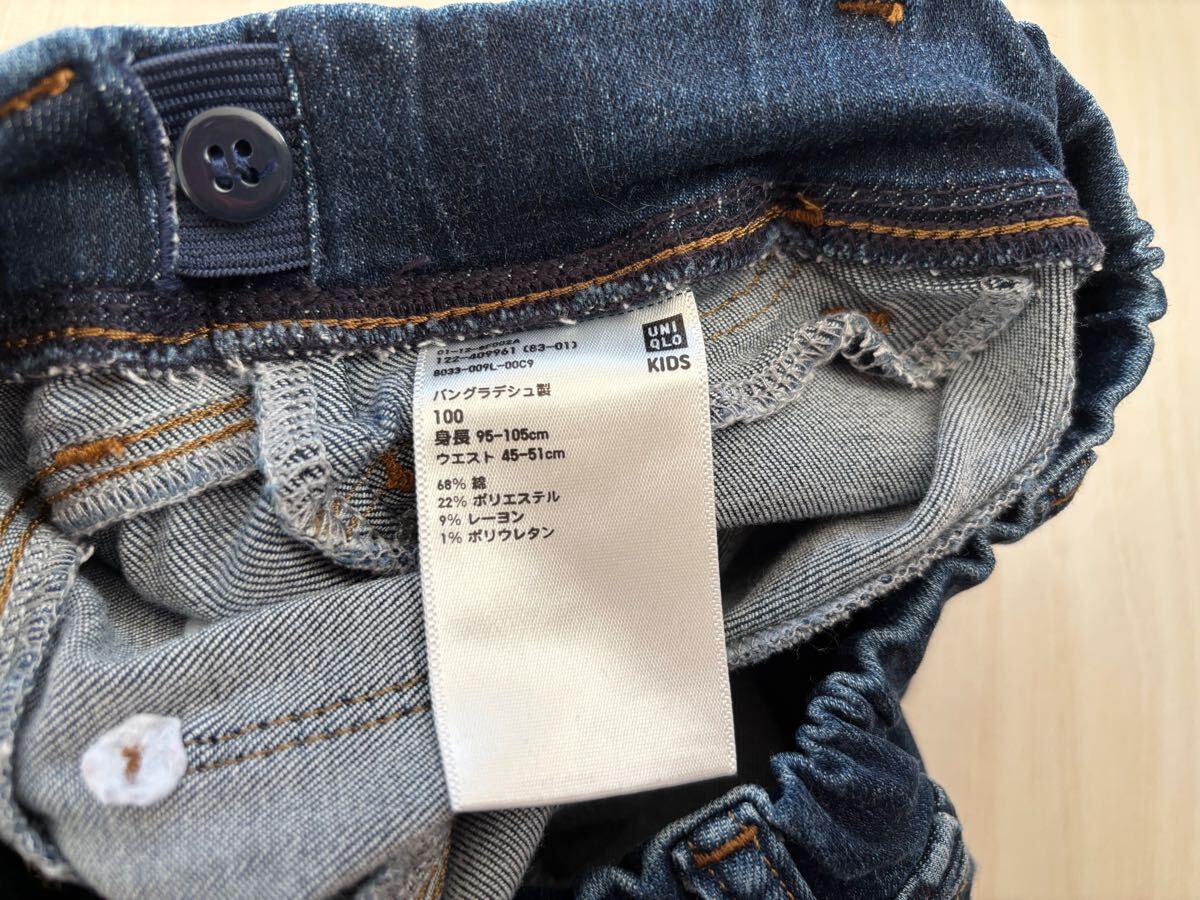 122-409961 (83-01)
8033-009L-00C9
UNI
QLO
KIDS
バングラデシュ製
100
身長 95-105cm
ウエスト 45-51cm
68% 綿
22% ポリエステル
9% レーヨン
1% ポリウレタン